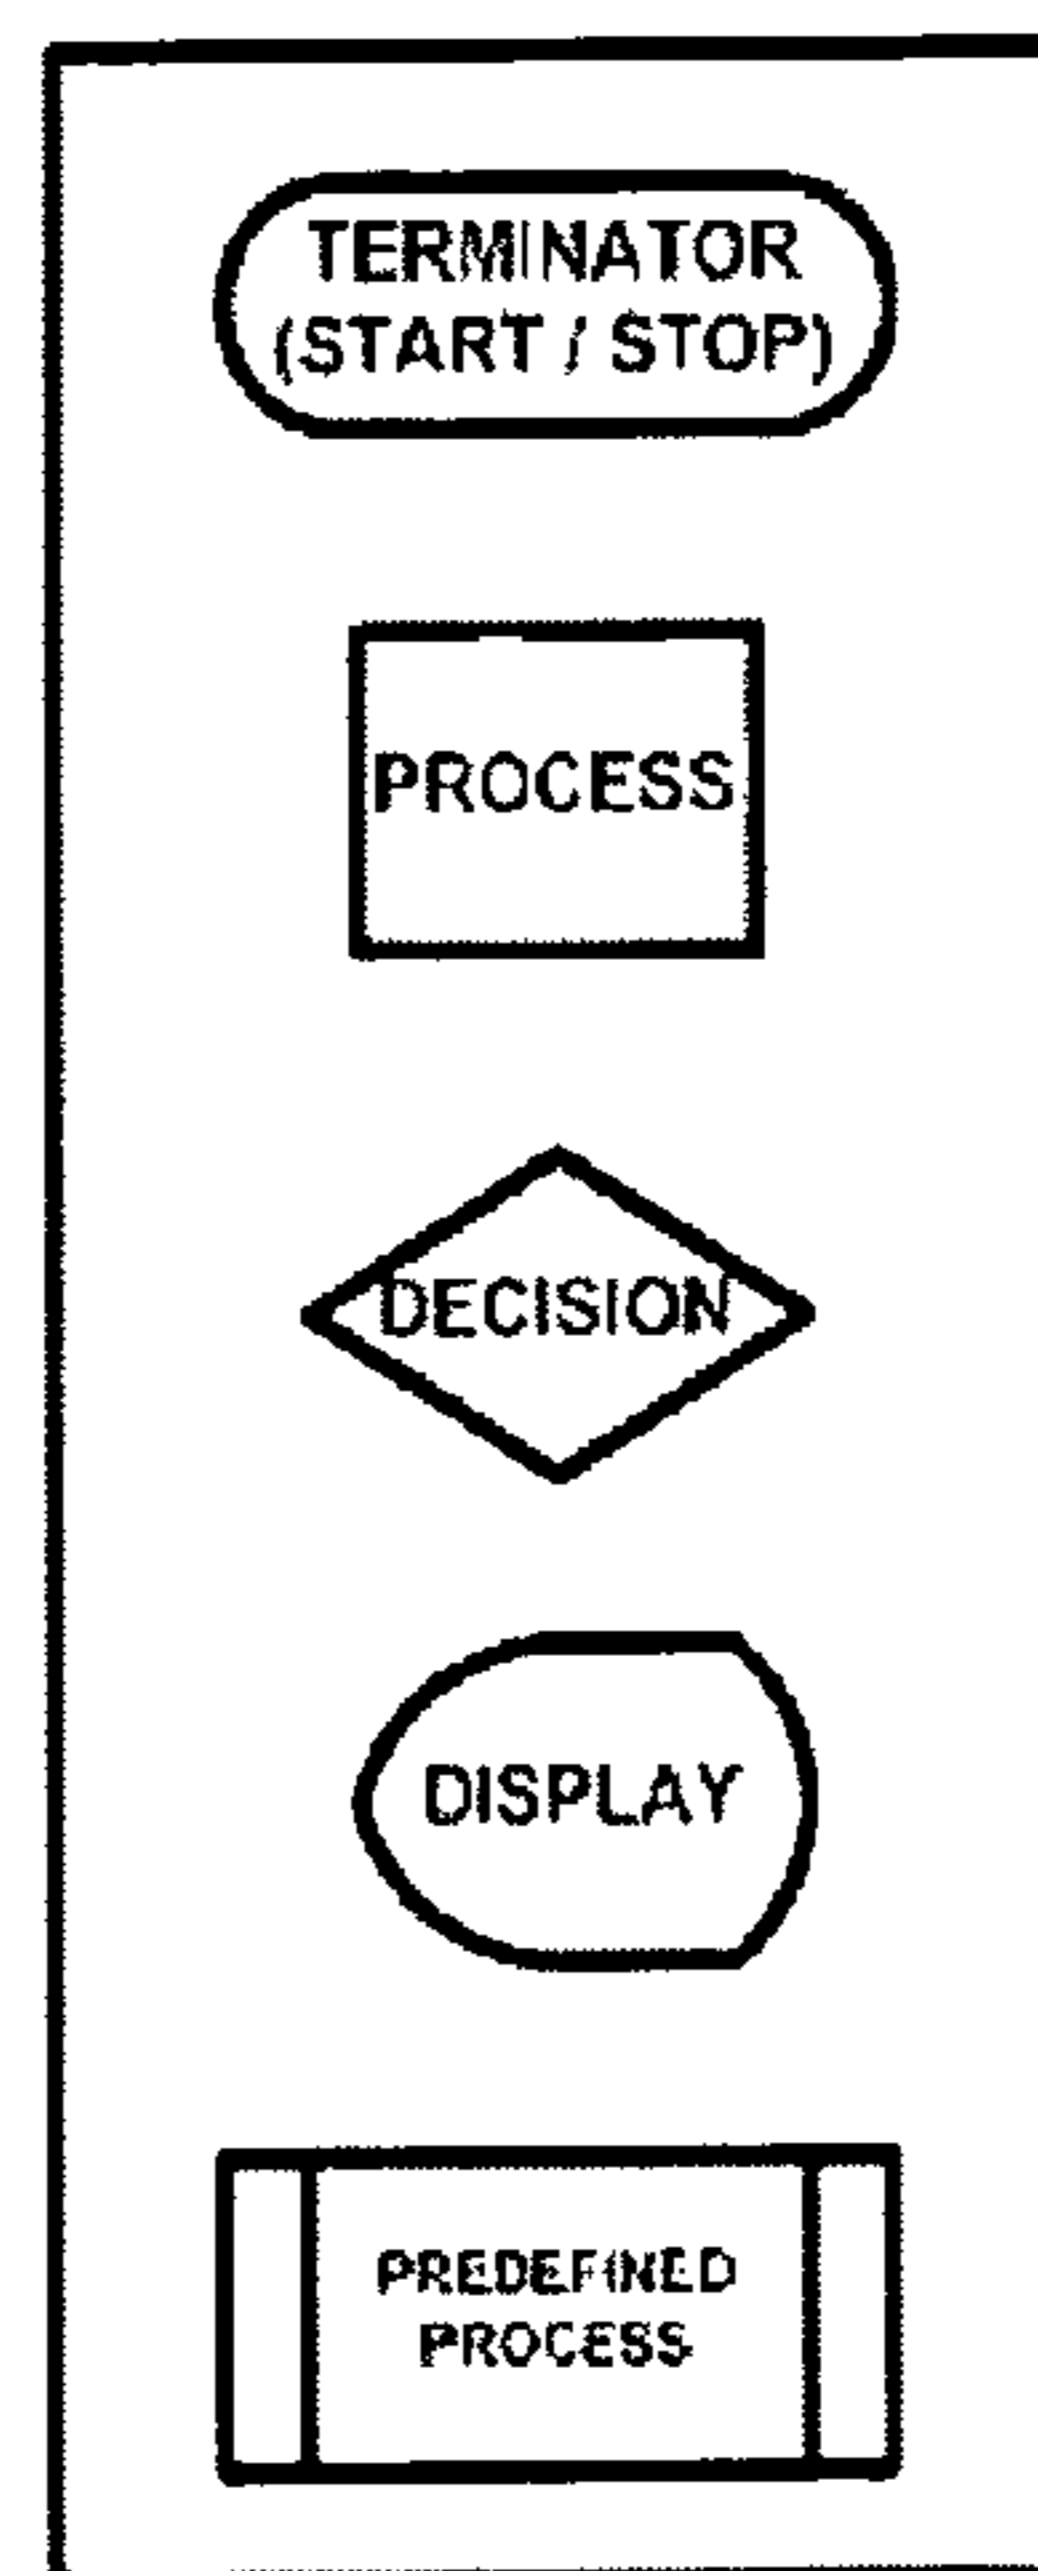 TERMINATOR
(START / STOP)
PROCESS
DECISION
DISPLAY
PREDEFINED
PROCESS